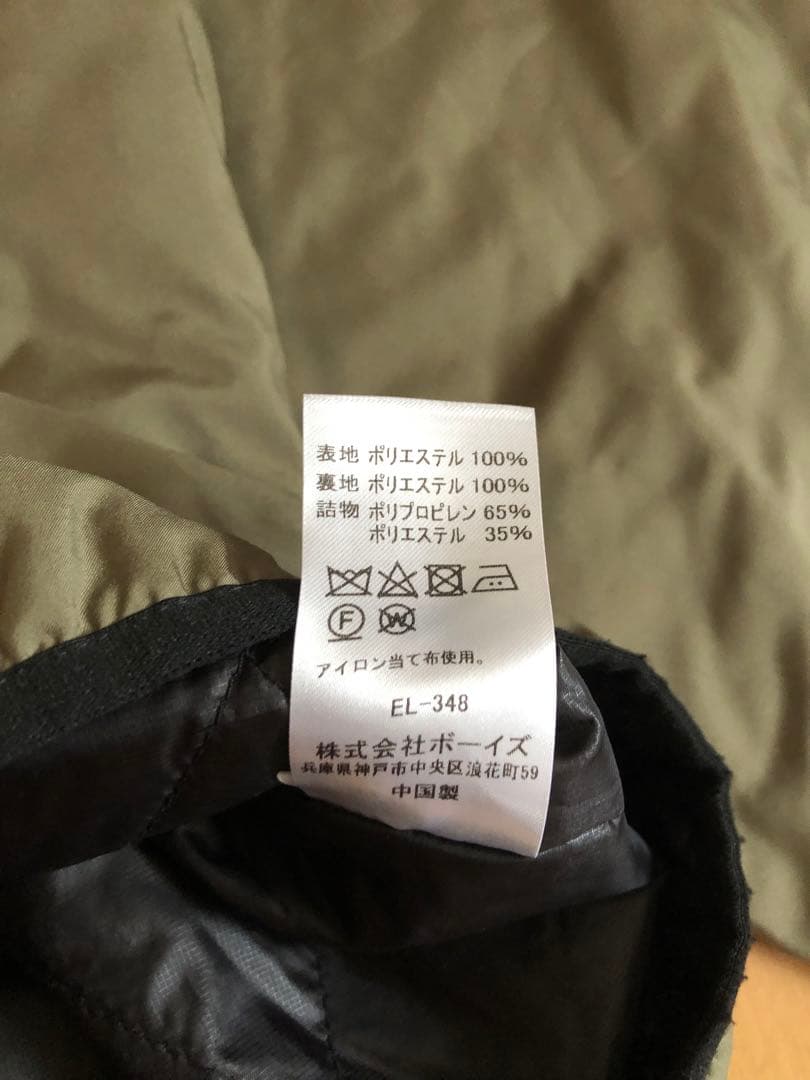 表地 ポリエステル 100%
裏地 ポリエステル 100%
詰物 ポリプロピレン 65%
ポリエステル 35%
F W
アイロン当て布使用。
EL-348
株式会社ボーイズ
兵庫県神戸市中央区浪花町59
中国製